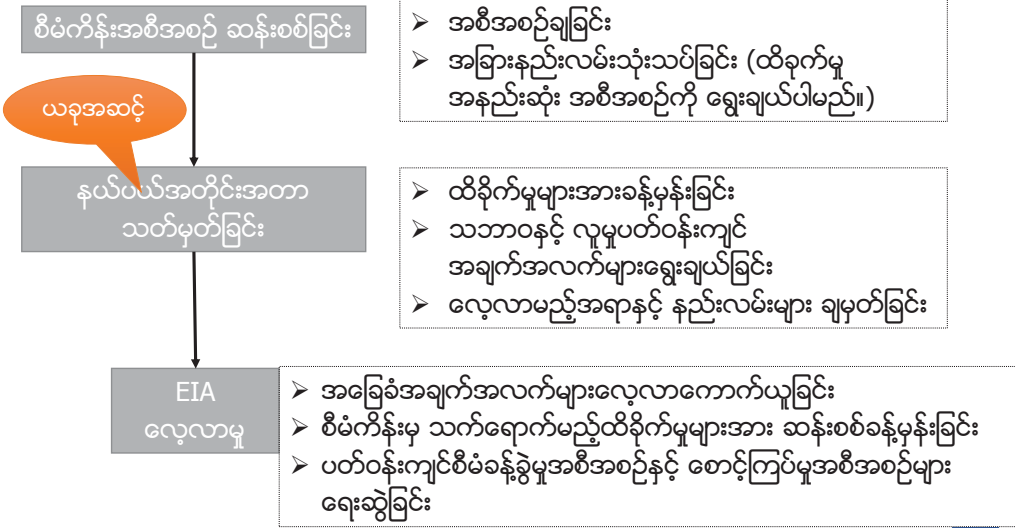 စီမံကိန်းအစီအစဉ် ဆန်းစစ်ခြင်း
➢ အစီအစဉ်ချခြင်း
➢ အခြားနည်းလမ်းသုံးသပ်ခြင်း (ထိခိုက်မှု
အနည်းဆုံး အစီအစဉ်ကို ရွေးချယ်ပါမည်။)
ယခုအဆင့်
နယ်ပယ်အတိုင်းအတာ
သတ်မှတ်ခြင်း
➢ ထိခိုက်မှုများအားခန့်မှန်းခြင်း
➢ သဘာဝနှင့် လူမှုပတ်ဝန်းကျင်
အချက်အလက်များရွေးချယ်ခြင်း
➢ လေ့လာမည့်အရာနှင့် နည်းလမ်းများ ချမှတ်ခြင်း
EIA
လေ့လာမှု
➢ အခြေခံအချက်အလက်များလေ့လာကောက်ယူခြင်း
➢ စီမံကိန်းမှ သက်ရောက်မည့်ထိခိုက်မှုများအား ဆန်းစစ်ခန့်မှန်းခြင်း
➢ ပတ်ဝန်းကျင်စီမံခန့်ခွဲမှုအစီအစဉ်နှင့် စောင့်ကြပ်မှုအစီအစဉ်များ
ရေးဆွဲခြင်း